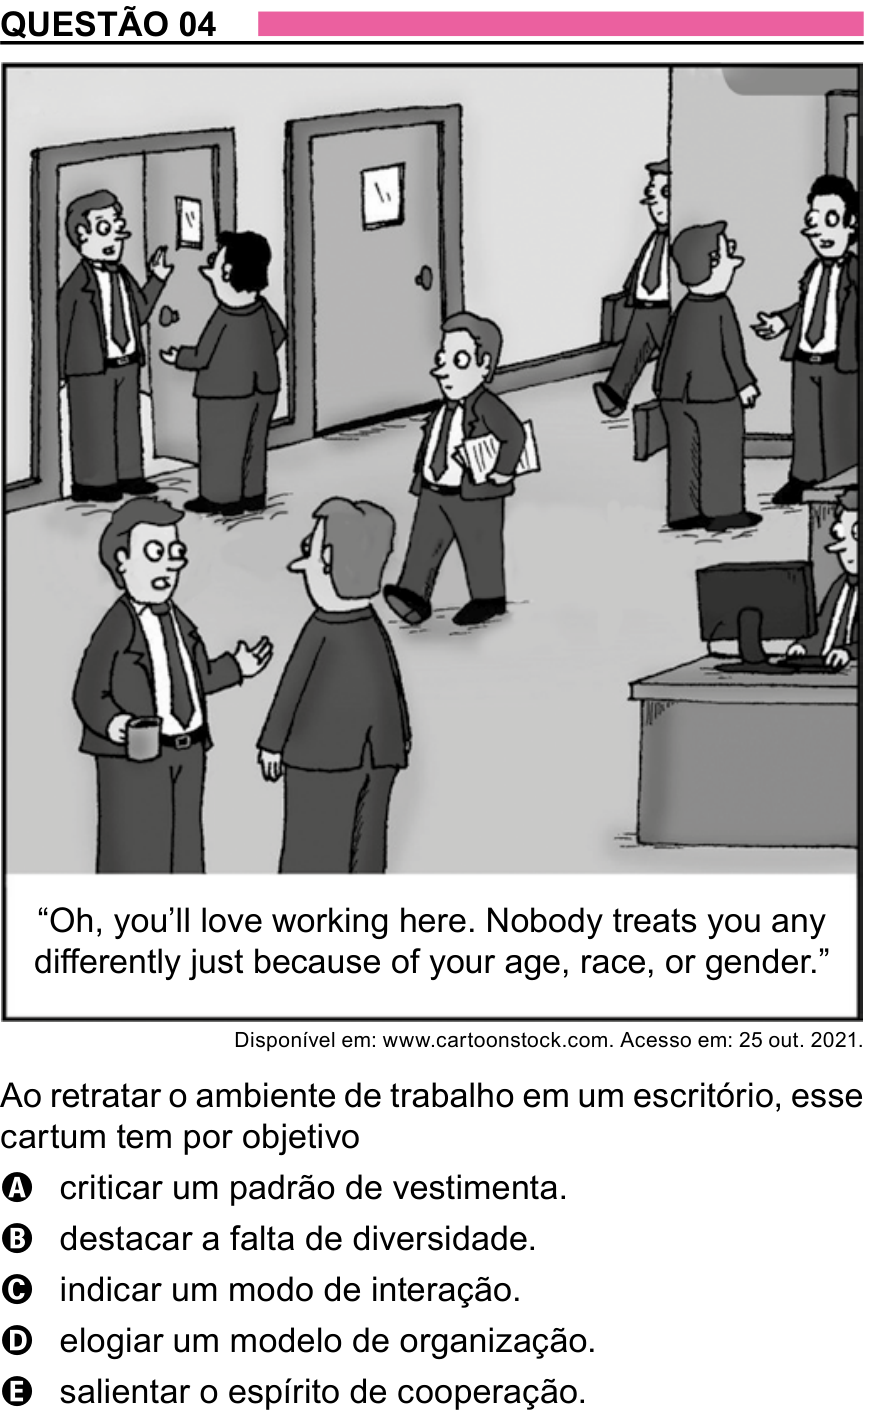 QUESTÃO 04
“Oh, you’ll love working here. Nobody treats you any
differently just because of your age, race, or gender.”
Disponível em: www.cartoonstock.com. Acesso em: 25 out. 2021.
Ao retratar o ambiente de trabalho em um escritório, esse
cartum tem por objetivo
A criticar um padrão de vestimenta.
B destacar a falta de diversidade.
C indicar um modo de interação.
D elogiar um modelo de organização.
E salientar o espírito de cooperação.